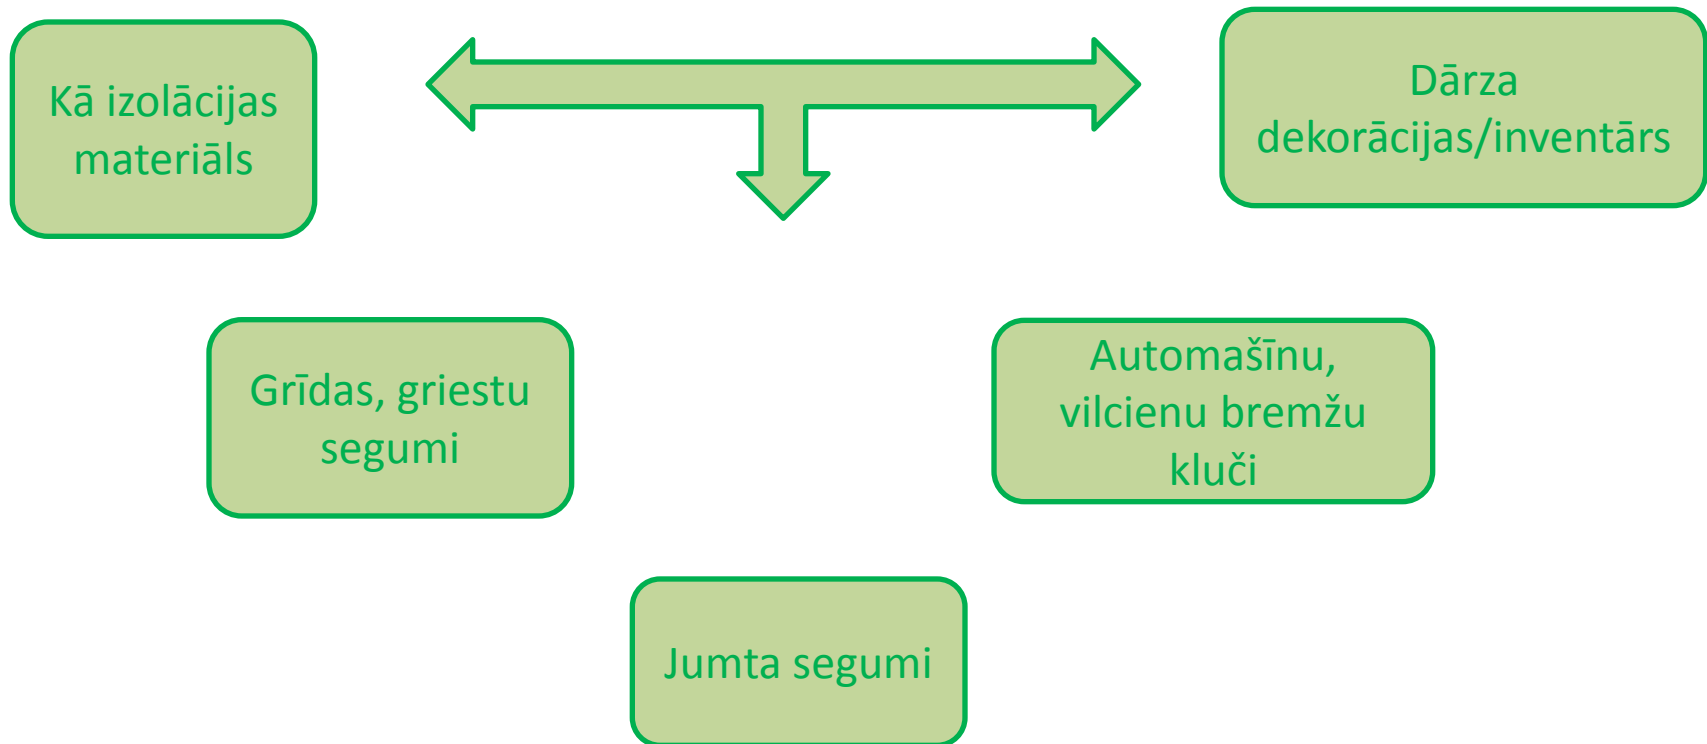 Kā izolācijas
materiāls
Dārza
dekorācijas/inventārs
Grīdas, griestu
segumi
Automašīnu,
vilcienu bremžu
kluči
Jumta segumi